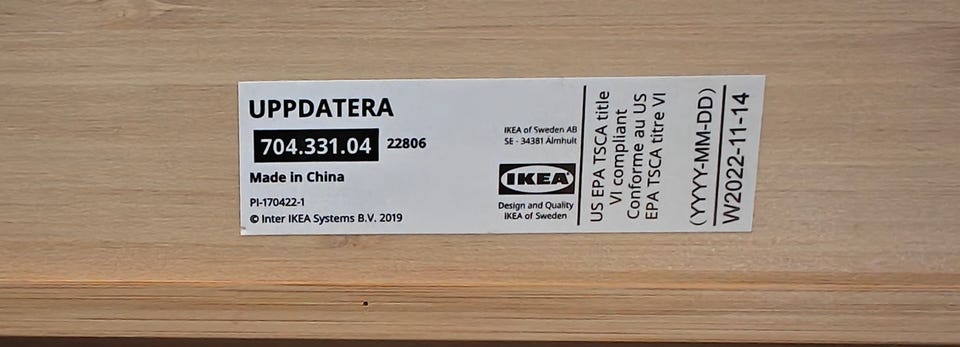 UPPDATERA
704.331.04 22806
Made in China
PI-170422-1
© Inter IKEA Systems B.V. 2019
IKEA of Sweden AB
SE - 34381 Älmhult
IKEA
Design and Quality
IKEA of Sweden
US EPA TSCA title
VI compliant
Conforme au US
EPA TSCA titre VI
(YYYY-MM-DD)
W2022-11-14